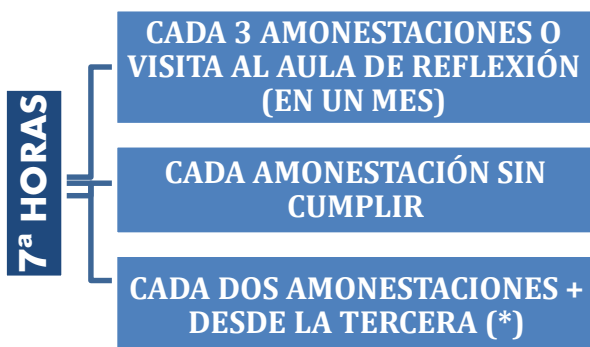 7ª HORAS
CADA 3 AMONESTACIONES O
VISITA AL AULA DE REFLEXIÓN
(EN UN MES)
CADA AMONESTACIÓN SIN
CUMPLIR
CADA DOS AMONESTACIONES +
DESDE LA TERCERA (*)